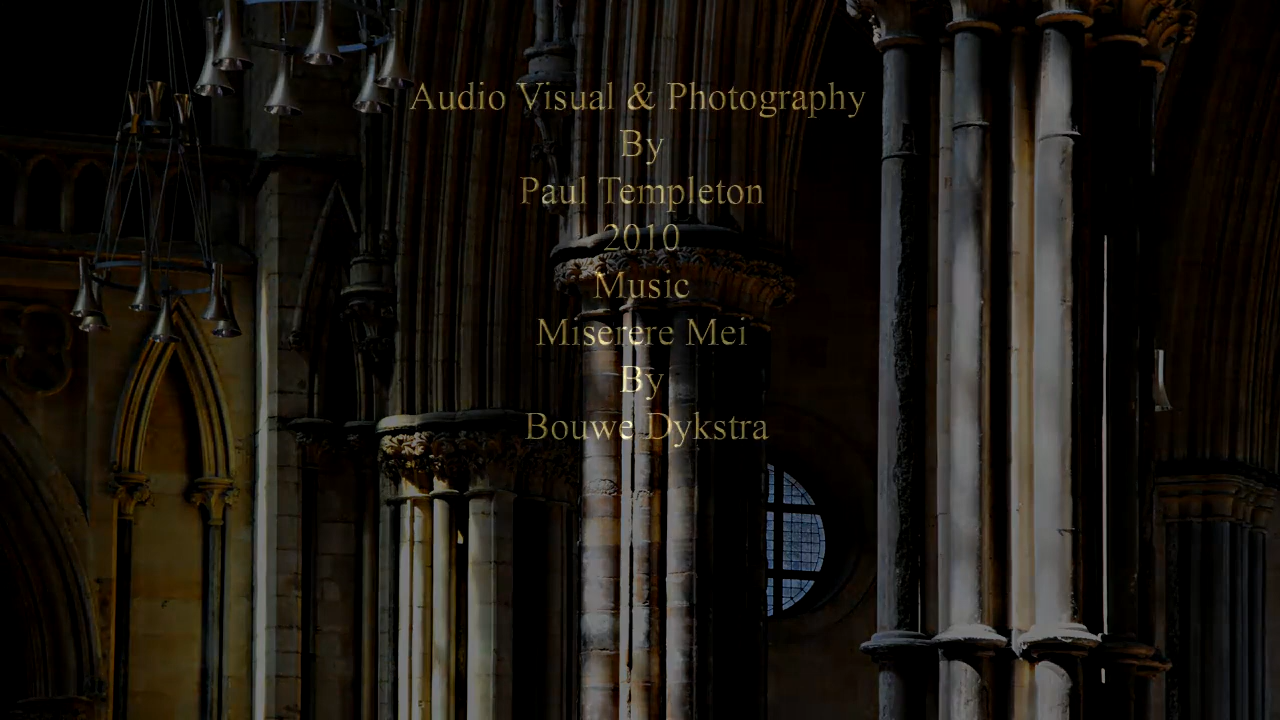 Audio Visual & Photography
By
Paul Templeton
2010
Music
Miserere Mei
By
Bouwe Dykstra